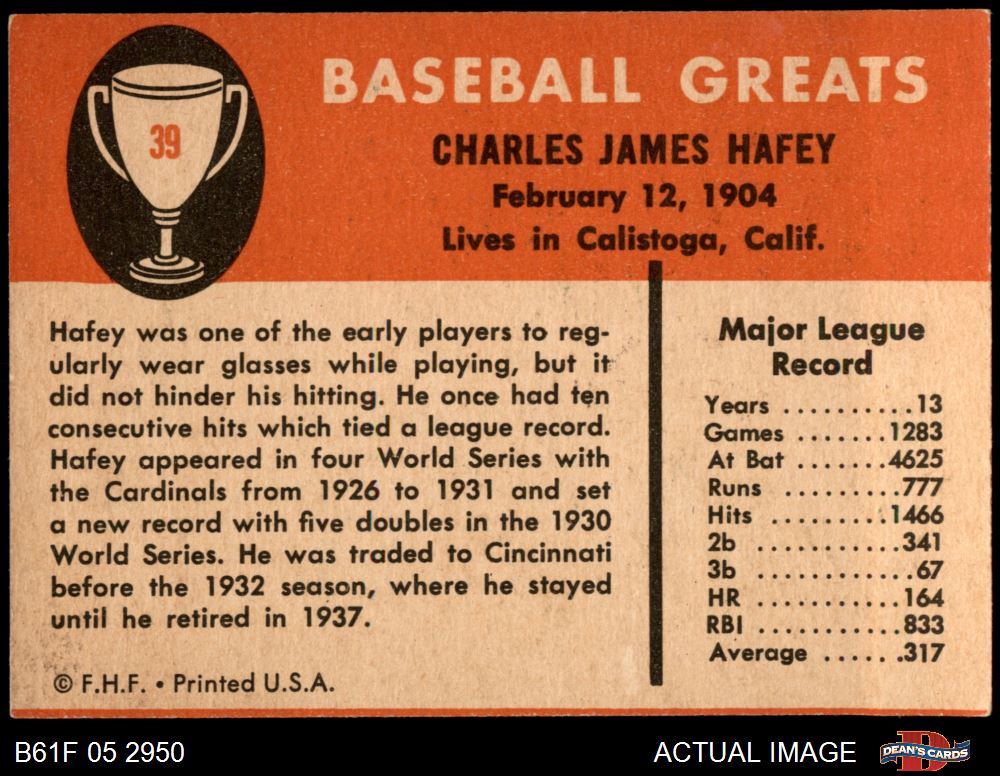 39
BASEBALL GREATS
CHARLES JAMES HAFEY
February 12, 1904
Lives in Calistoga, Calif.
Hafey was one of the early players to reg-
ularly wear glasses while playing, but it
did not hinder his hitting. He once had ten
consecutive hits which tied a league record.
Hafey appeared in four World Series with
the Cardinals from 1926 to 1931 and set
a new record with five doubles in the 1930
World Series. He was traded to Cincinnati
before the 1932 season, where he stayed
until he retired in 1937.
© F.H.F. • Printed U.S.A.
Major League
Record
Years ..........13
Games .......1283
At Bat .......4625
Runs .........777
Hits .........1466
2b ...........341
3b ............67
HR ...........164
RBI ...........833
Average ......317
B61F 05 2950
ACTUAL IMAGE
D
DEAN'S CARDS